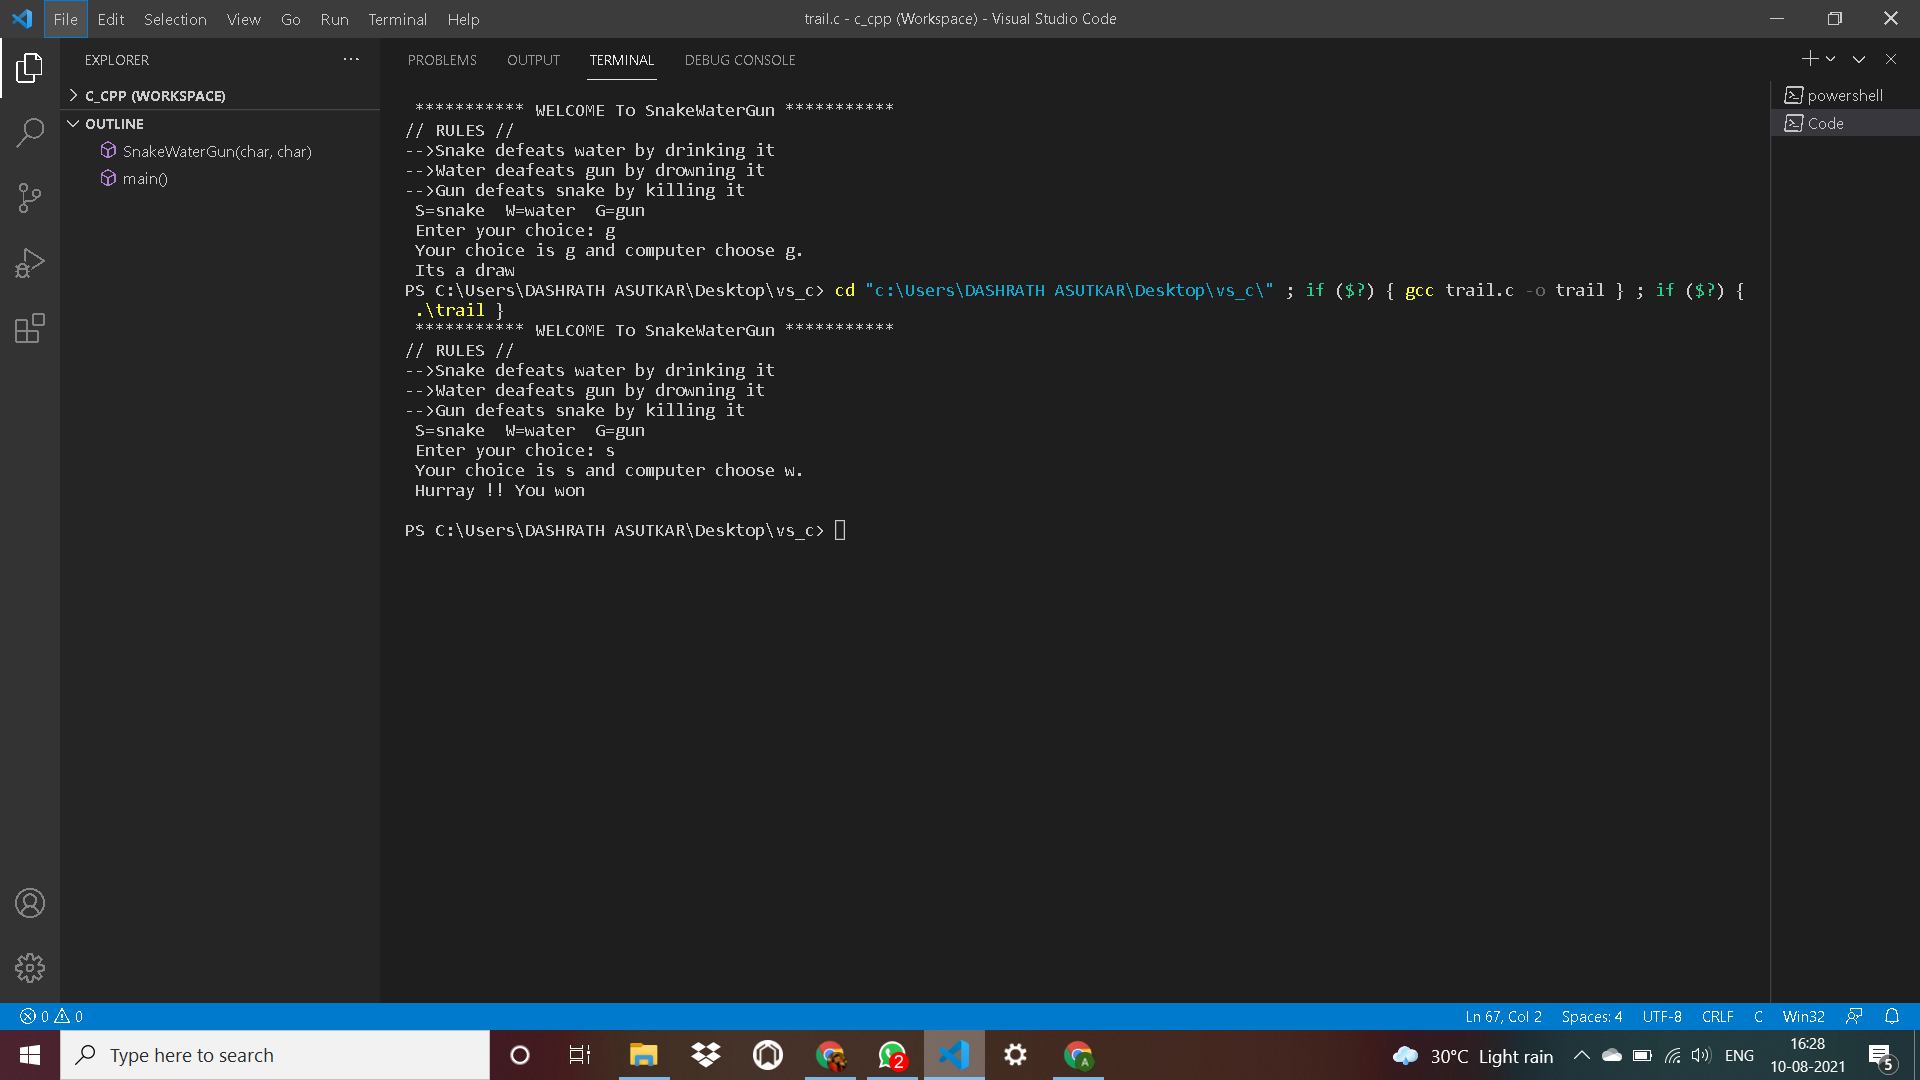 File Edit Selection View Go Run Terminal Help
trail.c - c_cpp (Workspace) - Visual Studio Code
EXPLORER
C_CPP (WORKSPACE)
OUTLINE
SnakeWaterGun(char, char)
main()
PROBLEMS OUTPUT TERMINAL DEBUG CONSOLE
*********** WELCOME To SnakeWaterGun ***********
// RULES //
-->Snake defeats water by drinking it
-->Water deafeats gun by drowning it
-->Gun defeats snake by killing it
S=snake  W=water  G=gun
Enter your choice: g
Your choice is g and computer choose g.
Its a draw
PS C:\Users\DASHRATH ASUTKAR\Desktop\vs_c> cd "c:\Users\DASHRATH ASUTKAR\Desktop\vs_c\" ; if ($?) { gcc trail.c -o trail } ; if ($?) {
.\trail }
*********** WELCOME To SnakeWaterGun ***********
// RULES //
-->Snake defeats water by drinking it
-->Water deafeats gun by drowning it
-->Gun defeats snake by killing it
S=snake  W=water  G=gun
Enter your choice: s
Your choice is s and computer choose w.
Hurray !! You won
PS C:\Users\DASHRATH ASUTKAR\Desktop\vs_c>
powershell
Code
0 0
Ln 67, Col 2 Spaces: 4 UTF-8 CRLF C Win32
Type here to search
2
A
30°C Light rain
ENG
16:28
10-08-2021
5